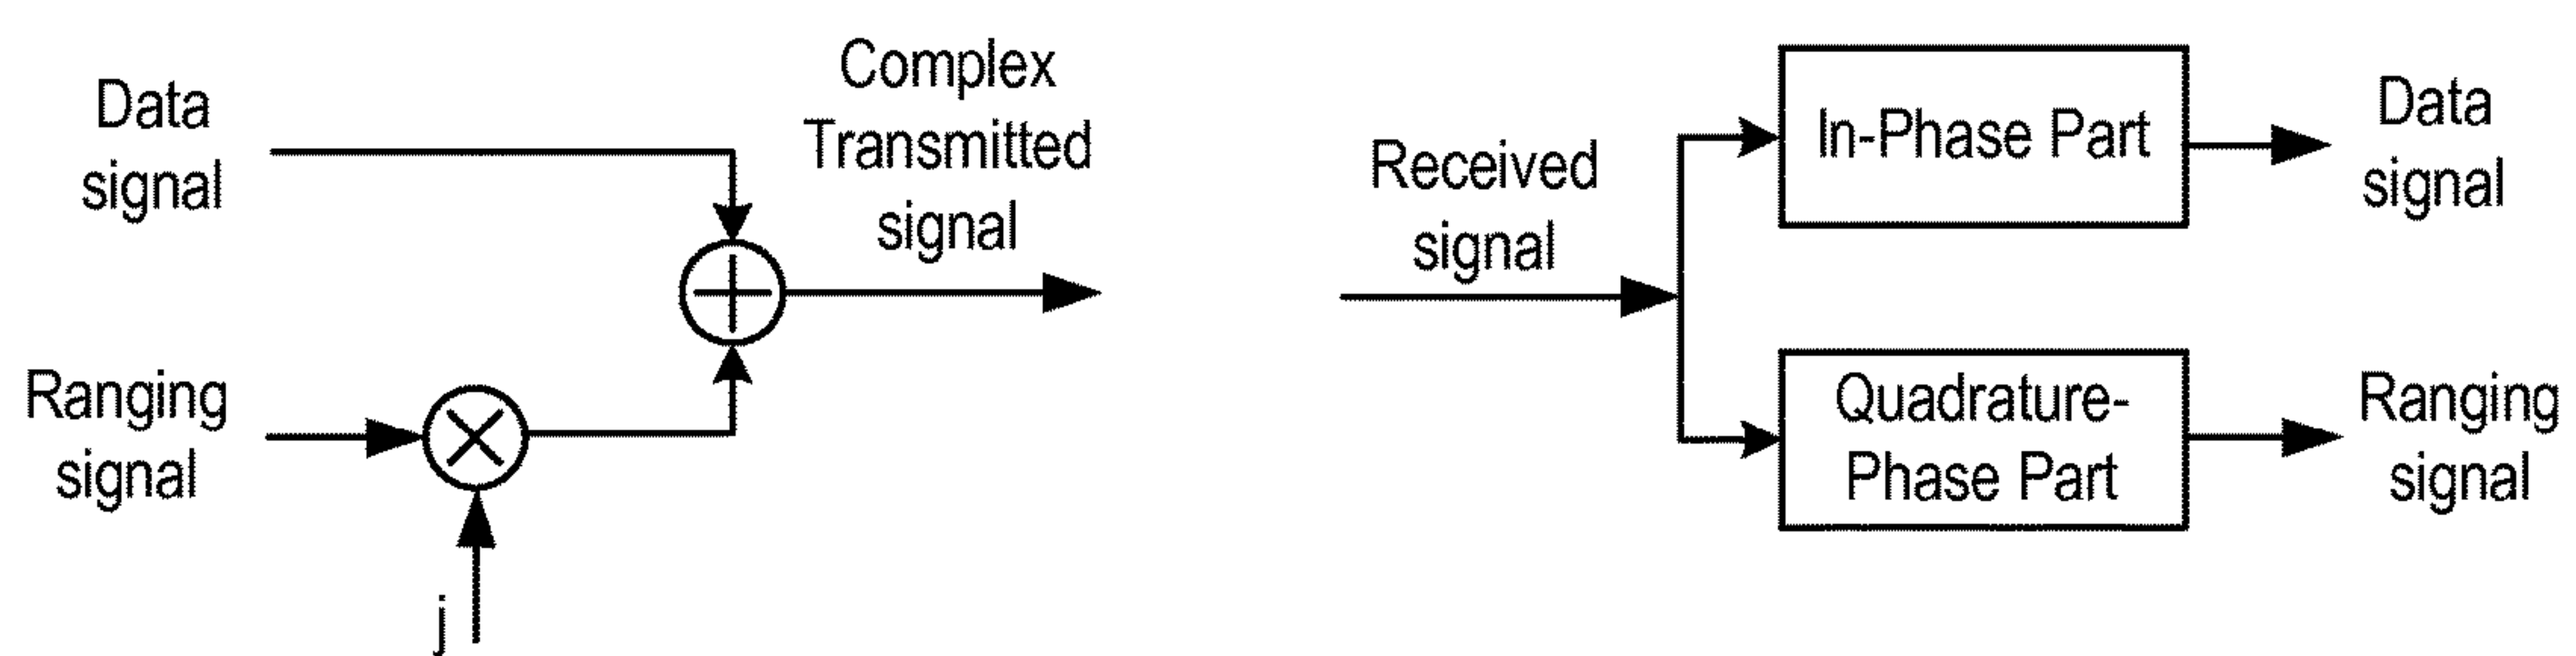 Data
signal
Complex
Transmitted
signal
Ranging
signal
j
Received
signal
In-Phase Part
Data
signal
Quadrature-
Phase Part
Ranging
signal